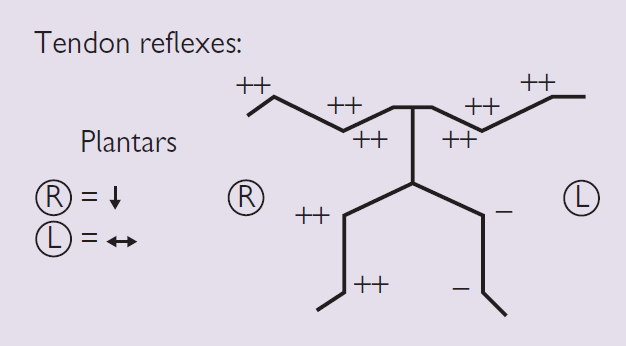 Tendon reflexes:
++ ++
++ ++
++ ++
Plantars
R = ↓ R L
++ –
L = ↔
++ –